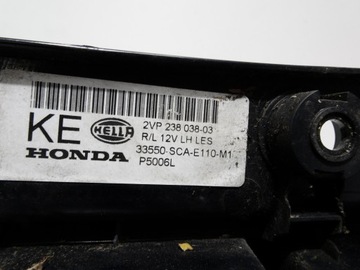 KE HELLA 2VP 238 038-03
R/L 12V LH LES
HONDA 33550-SCA-E110-M1
P5006L